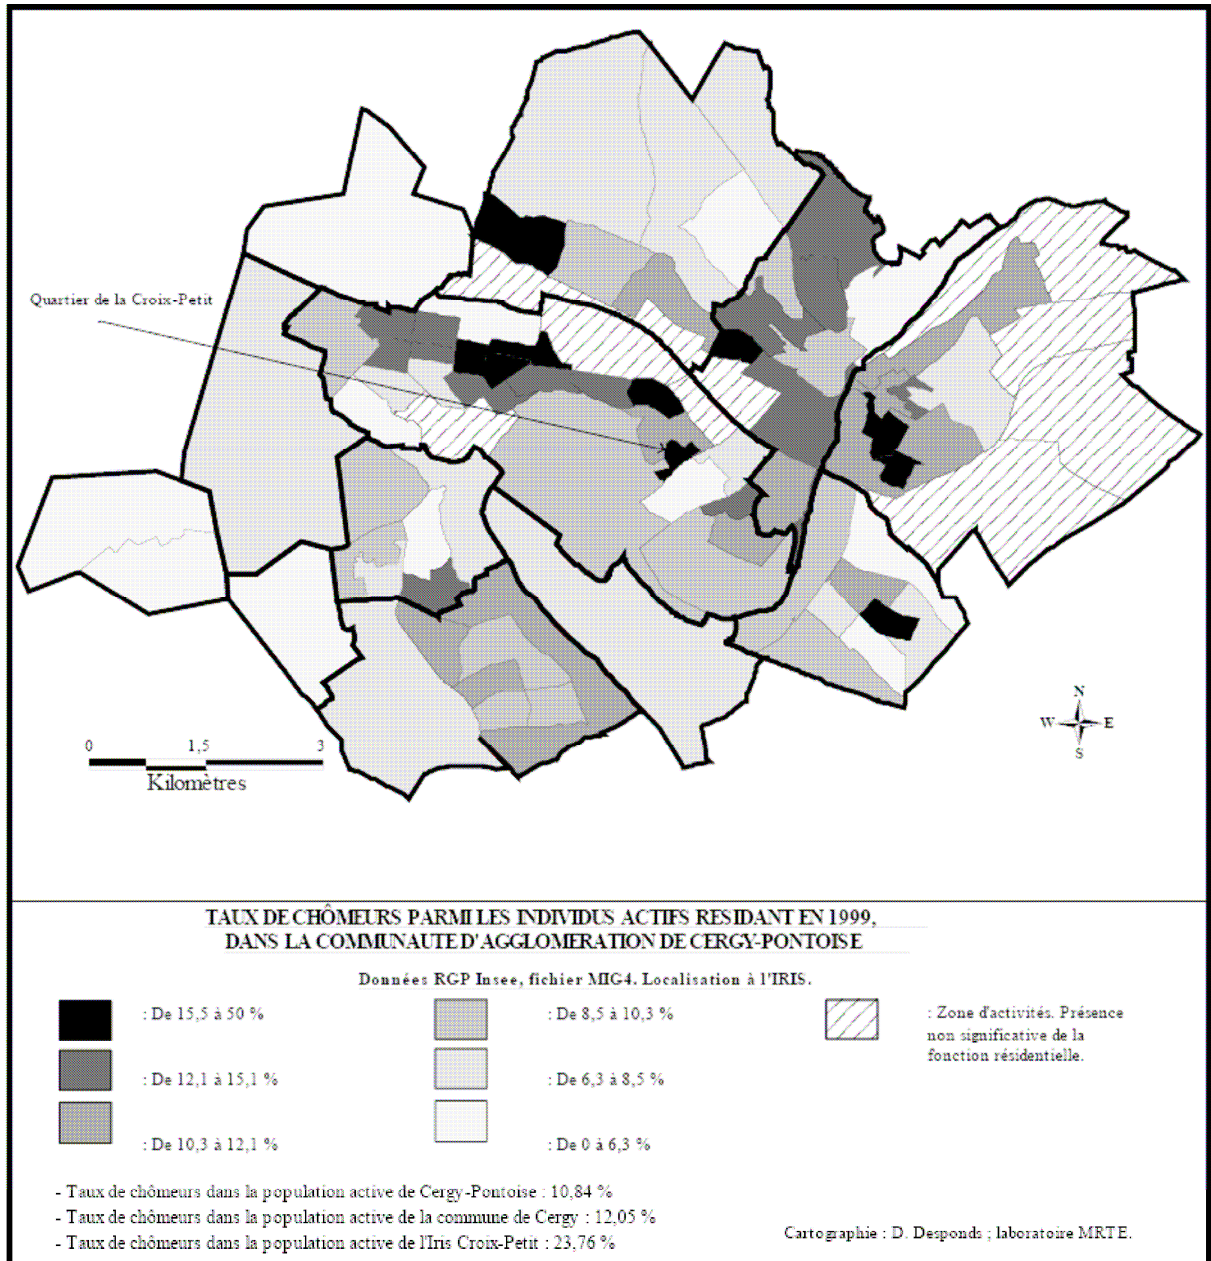 Quartier de la Croix-Petit
N
W E
S
0 1,5 3
Kilomètres
TAUX DE CHÔMEURS PARMI LES INDIVIDUS ACTIFS RESIDANT EN 1999,
DANS LA COMMUNAUTE D'AGGLOMERATION DE CERGY-PONTOISE
Données RGP Insee, fichier MIG4. Localisation à l'IRIS.
: De 15,5 à 50 %
: De 12,1 à 15,1 %
: De 10,3 à 12,1 %
: De 8,5 à 10,3 %
: De 6,3 à 8,5 %
: De 0 à 6,3 %
: Zone d'activités. Présence
non significative de la
fonction résidentielle.
- Taux de chômeurs dans la population active de Cergy-Pontoise : 10,84 %
- Taux de chômeurs dans la population active de la commune de Cergy : 12,05 %
- Taux de chômeurs dans la population active de l'Iris Croix-Petit : 23,76 %
Cartographie : D. Desponds ; laboratoire MRTE.